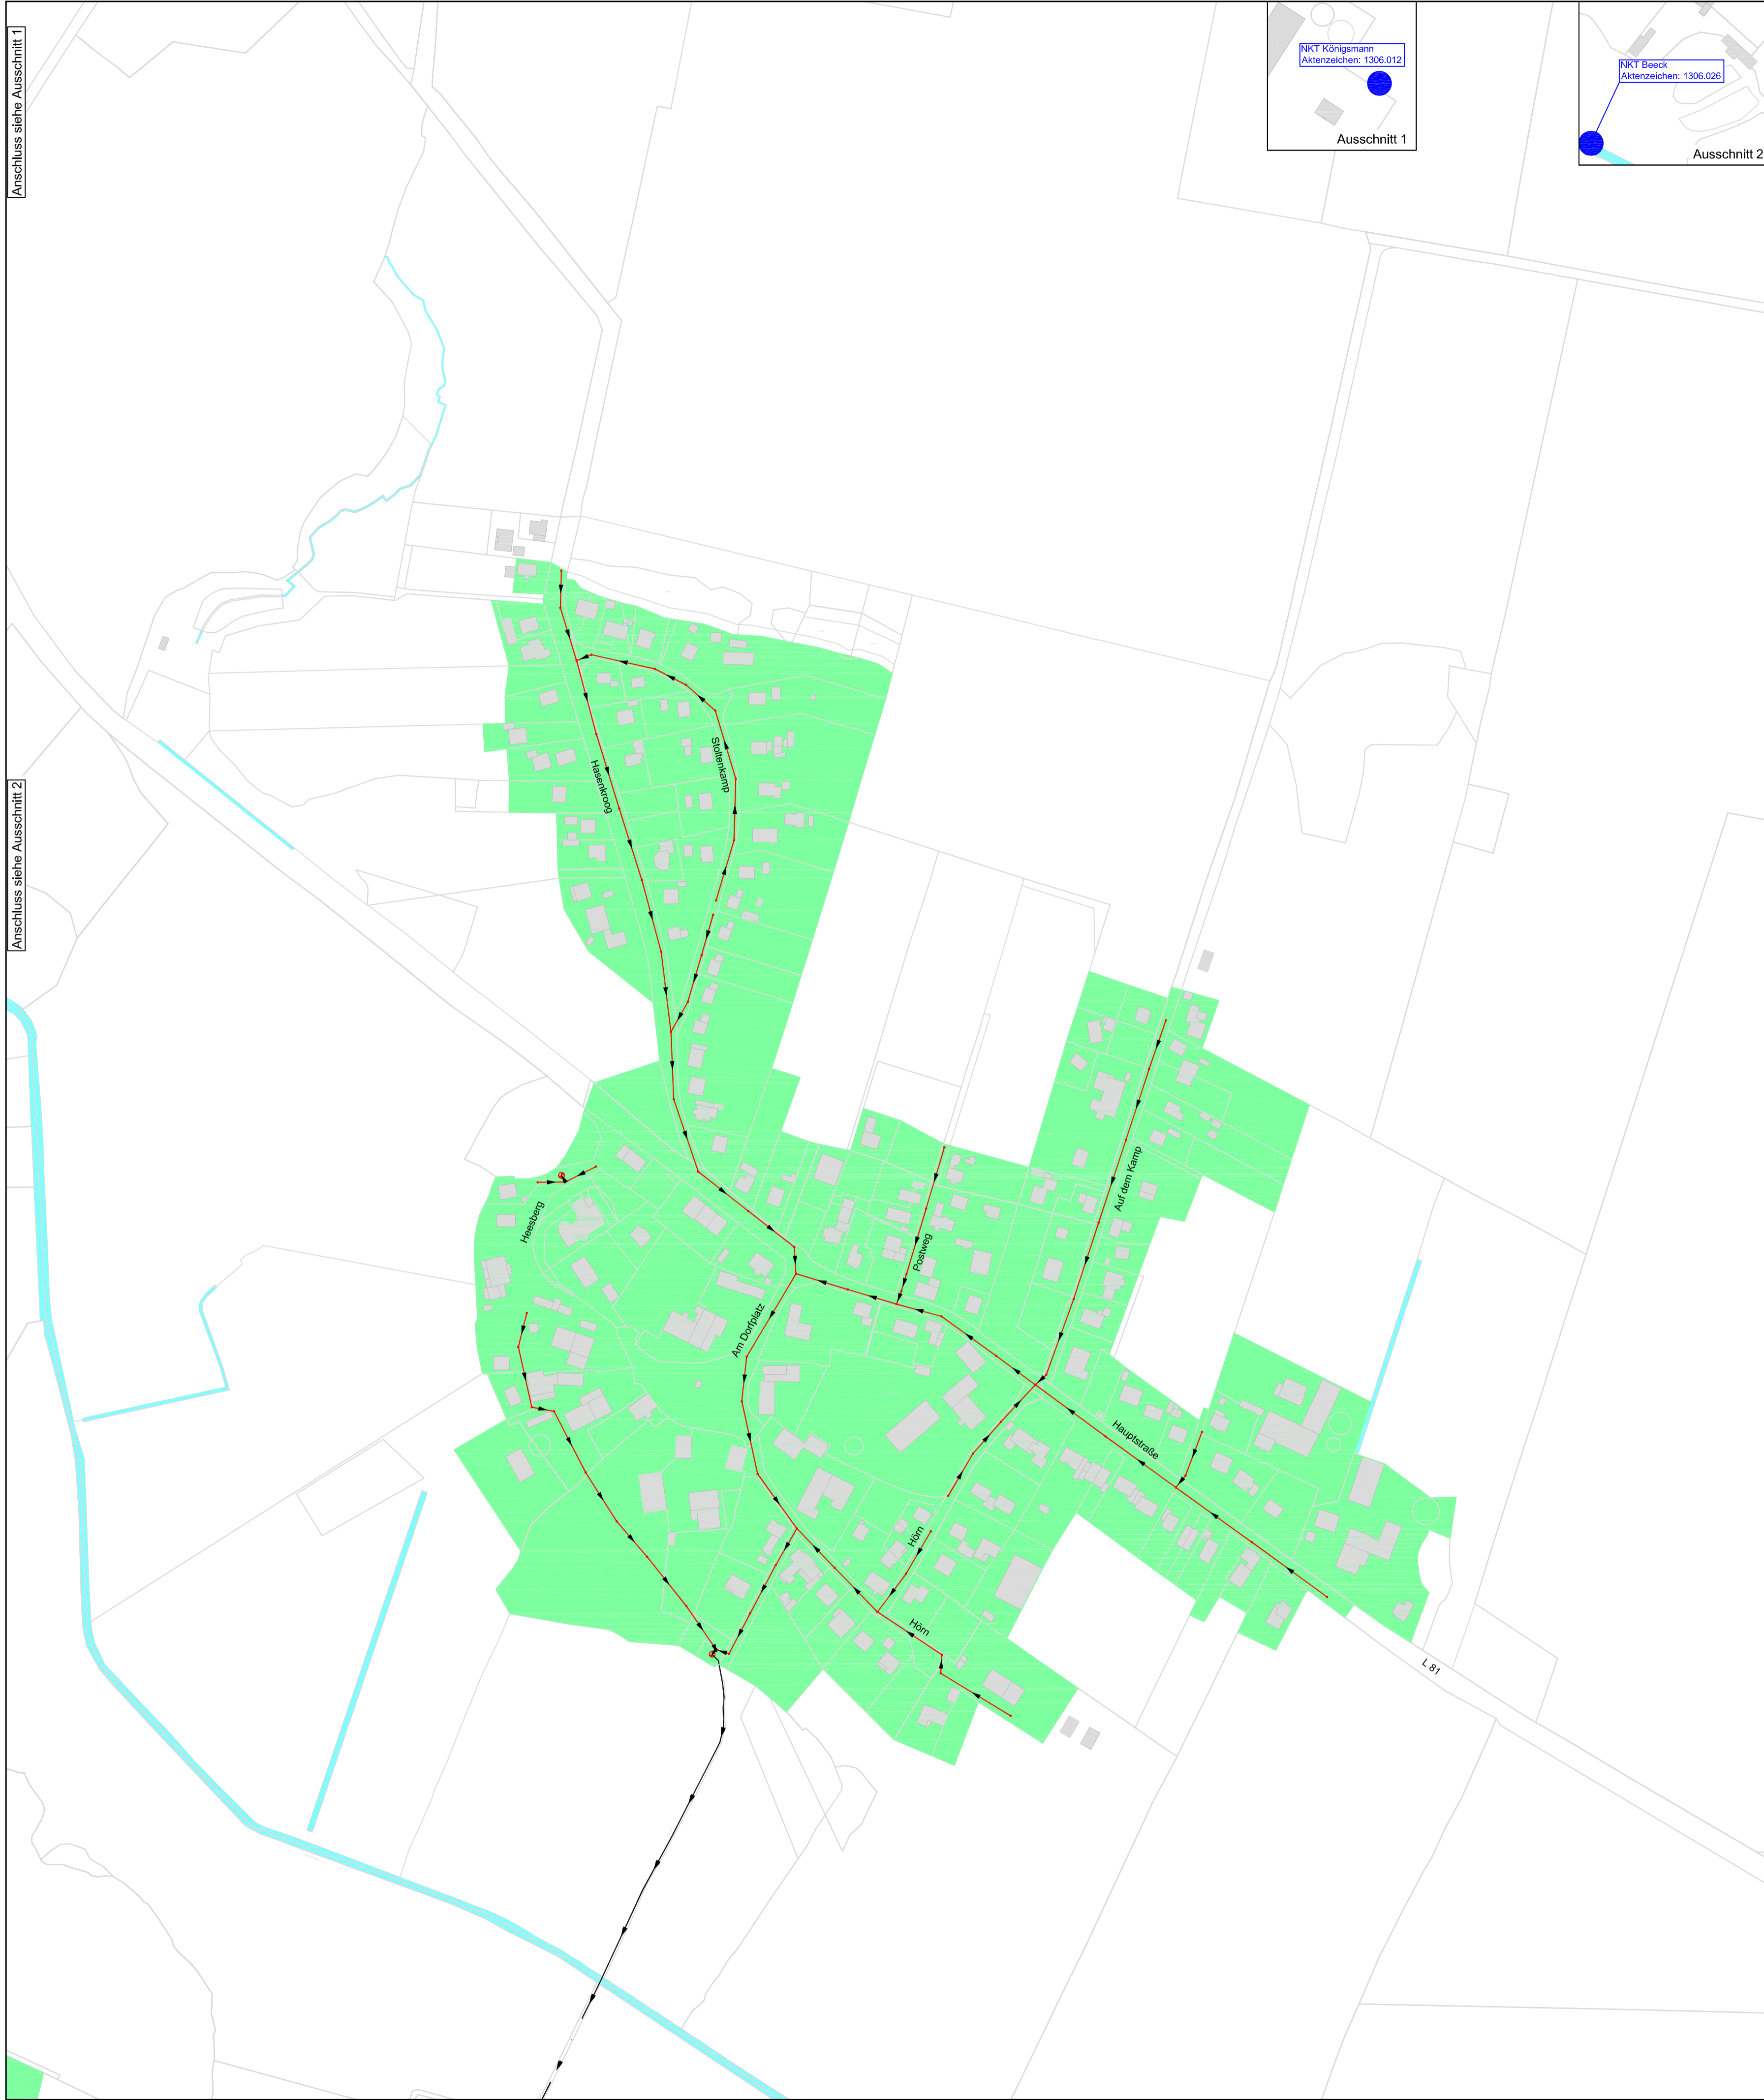 Anschluss siehe Ausschnitt 1
NKT Königsmann
Aktenzeichen: 1306.012
Ausschnitt 1
NKT Beeck
Aktenzeichen: 1306.026
Ausschnitt 2
Anschluss siehe Ausschnitt 2
Hasenkroog
Stoltenkamp
Auf dem Kamp
Heesberg
Postweg
Am Dorfplatz
Hauptstraße
Hörn
Hörn
L 81